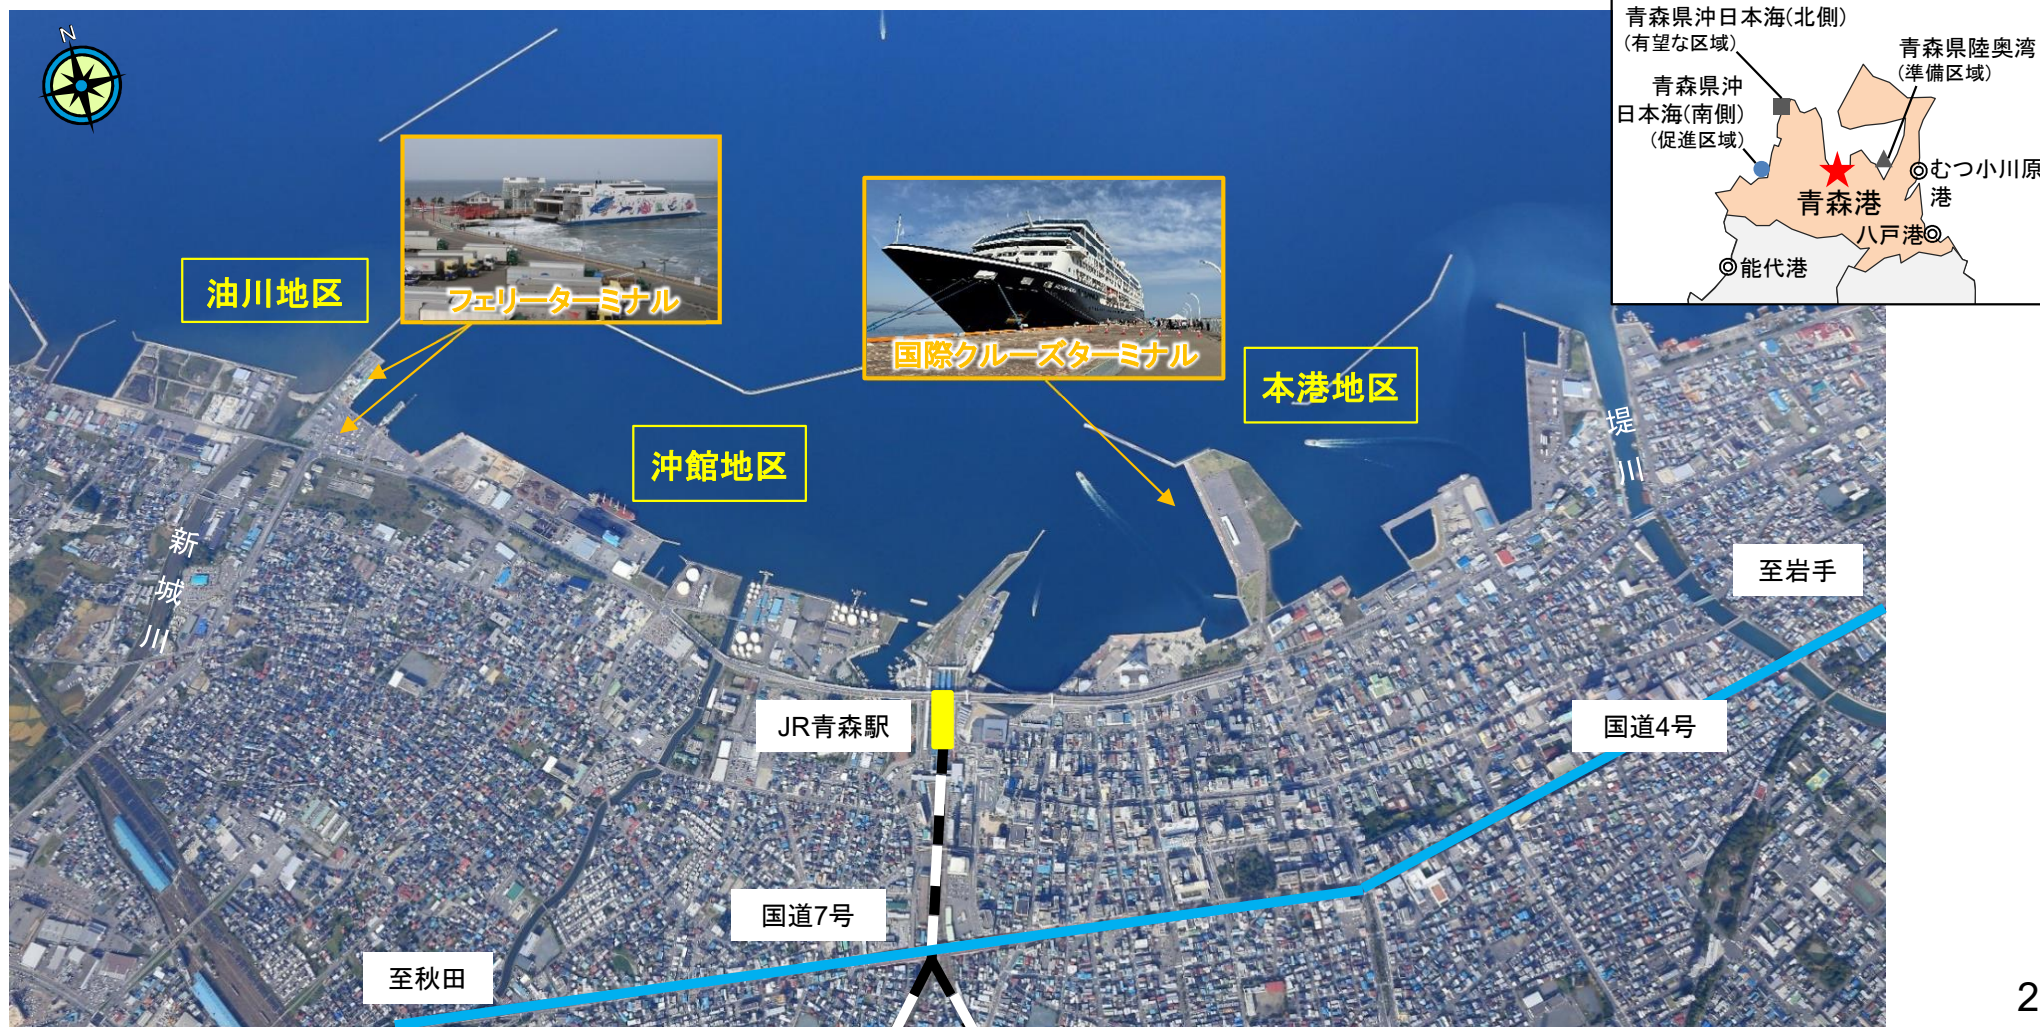 N
青森県沖日本海(北側)
(有望な区域)
青森県陸奥湾
(準備区域)
青森県沖
日本海(南側)
(促進区域)
むつ小川原
港
青森港
八戸港
能代港
油川地区
フェリーターミナル
国際クルーズターミナル
本港地区
沖館地区
堤
川
新
城
川
至岩手
JR青森駅
国道4号
国道7号
至秋田
2